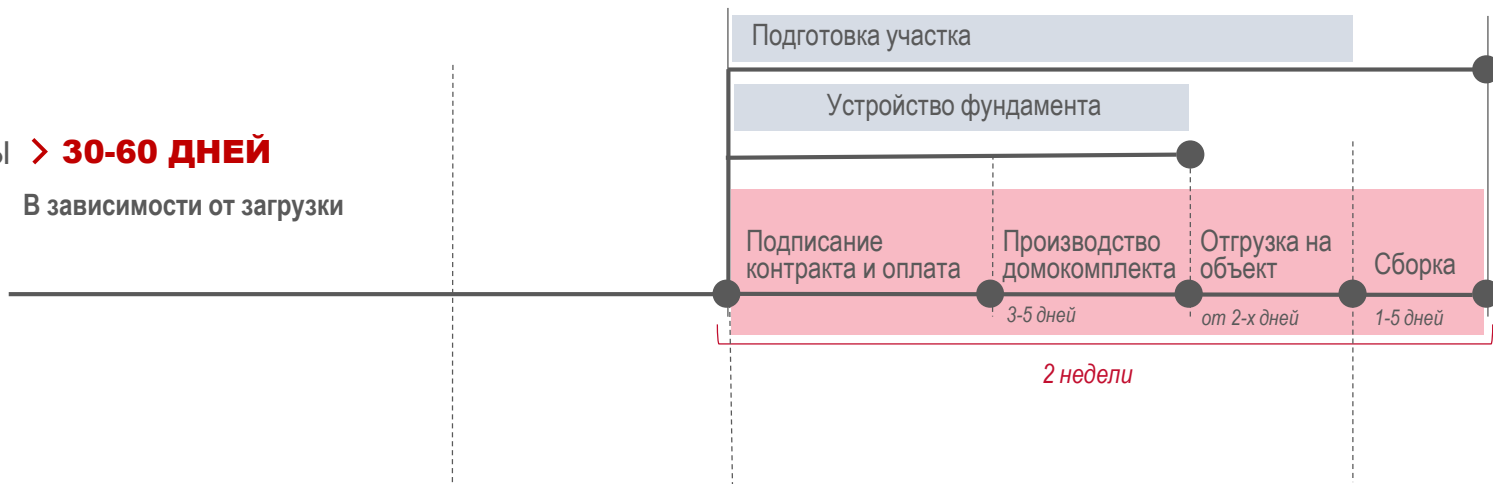 Подготовка участка
Устройство фундамента
Ы > 30-60 ДНЕЙ
В зависимости от загрузки
Подписание
контракта и оплата
Производство
домокомплекта
3-5 дней
Отгрузка на
объект
от 2-х дней
Сборка
1-5 дней
2 недели